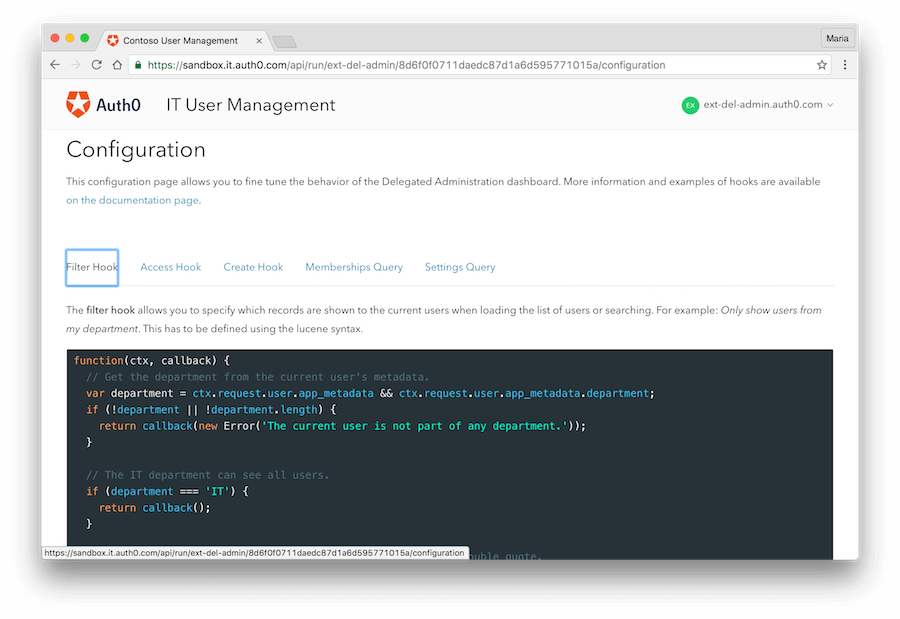 Contoso User Management
Maria
https://sandbox.it.auth0.com/api/run/ext-del-admin/8d6f0f0711daedc87d1a6d595771015a/configuration
Auth0 IT User Management
EX ext-del-admin.auth0.com
Configuration
This configuration page allows you to fine tune the behavior of the Delegated Administration dashboard. More information and examples of hooks are available
on the documentation page.
Filter Hook Access Hook Create Hook Memberships Query Settings Query
The filter hook allows you to specify which records are shown to the current users when loading the list of users or searching. For example: Only show users from
my department. This has to be defined using the lucene syntax.
function(ctx, callback) {
// Get the department from the current user's metadata.
var department = ctx.request.user.app_metadata && ctx.request.user.app_metadata.department;
if (!department || !department.length) {
return callback(new Error('The current user is not part of any department.'));
}
// The IT department can see all users.
if (department === 'IT') {
return callback();
}
https://sandbox.it.auth0.com/api/run/ext-del-admin/8d6f0f0711daedc87d1a6d595771015a/configuration
quote.